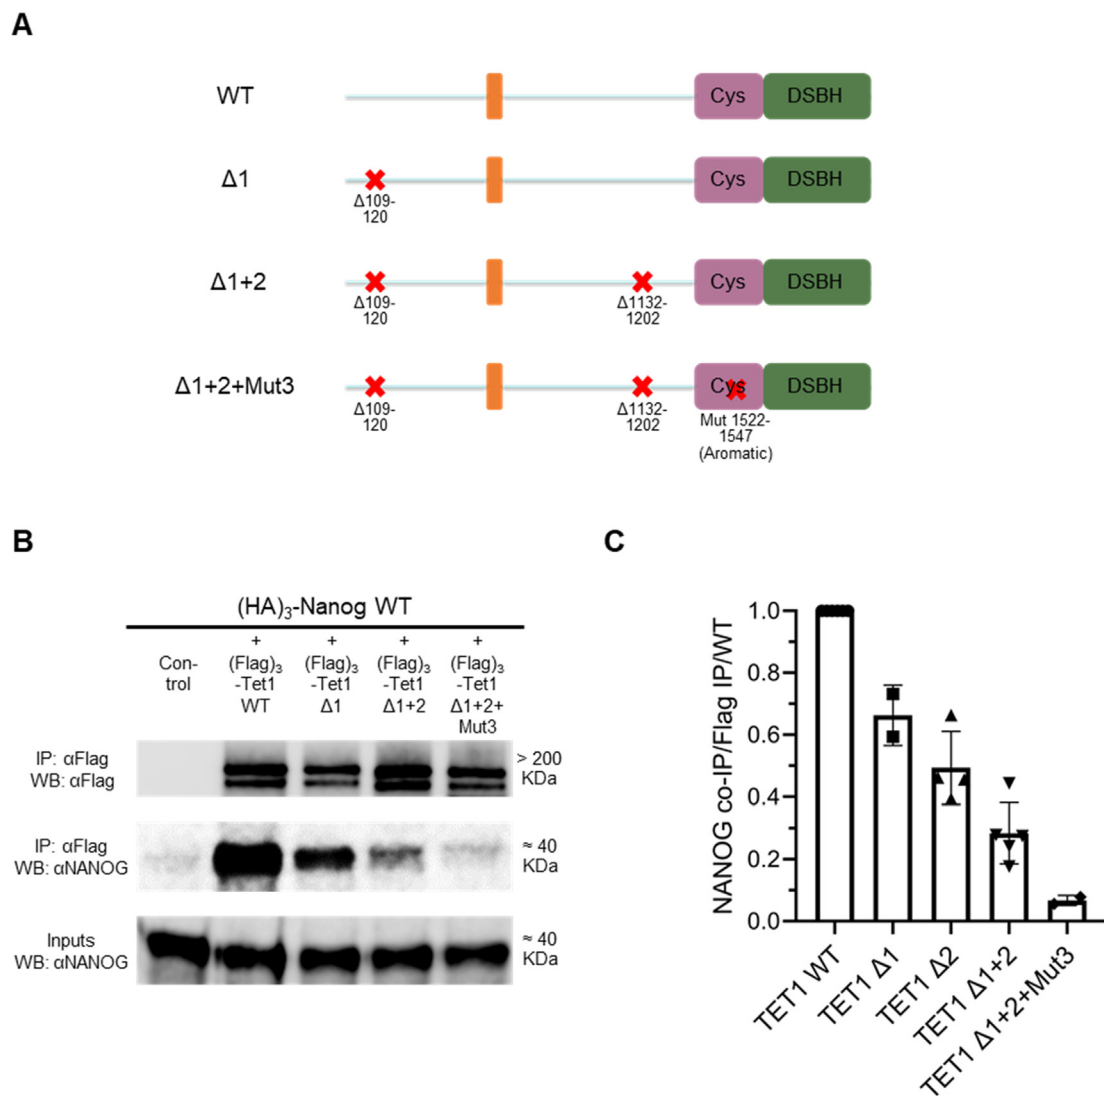 A
WT
Cys
DSBH
Δ1
Cys
DSBH
Δ109-
120
Δ1+2
Cys
DSBH
Δ109-
120
Δ1132-
1202
Δ1+2+Mut3
Cys
DSBH
Δ109-
120
Δ1132-
1202
Mut 1522-
1547
(Aromatic)
B
(HA)3-Nanog WT
Con-
trol
+
(Flag)3
-Tet1
WT
+
(Flag)3
-Tet1
Δ1
+
(Flag)3
-Tet1
Δ1+2
+
(Flag)3
-Tet1
Δ1+2+
Mut3
IP: αFlag
WB: αFlag
> 200
KDa
IP: αFlag
WB: αNANOG
≈ 40
KDa
Inputs
WB: αNANOG
≈ 40
KDa
C
NANOG co-IP/Flag IP/WT
1.0
0.8
0.6
0.4
0.2
0.0
TET1 WT
TET1 Δ1
TET1 Δ2
TET1 Δ1+2
TET1 Δ1+2+Mut3